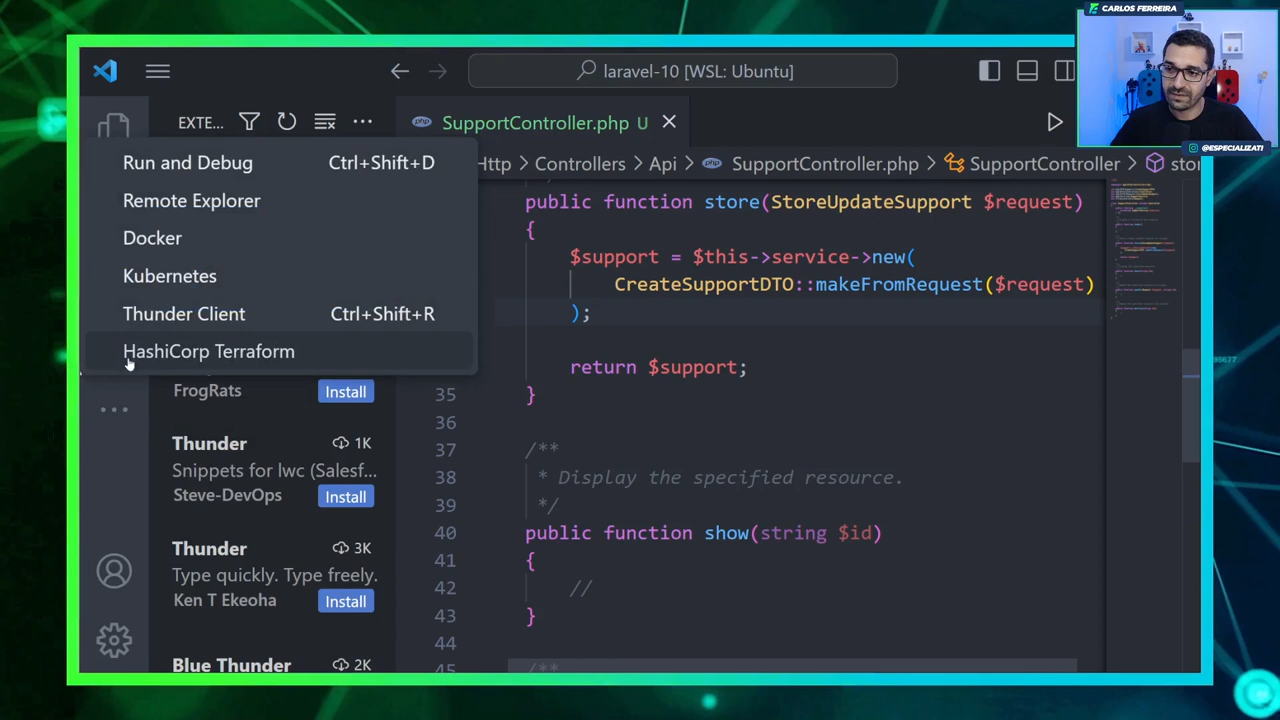 CARLOS FERREIRA
@ESPECIALIZATI
laravel-10 [WSL: Ubuntu]
EXTE...
SupportController.php U
Http > Controllers > Api > SupportController.php > SupportController >
Run and Debug Ctrl+Shift+D
Remote Explorer
Docker
Kubernetes
Thunder Client Ctrl+Shift+R
HashiCorp Terraform
FrogRats Install
Thunder 1K
Snippets for lwc (Salesf...
Steve-DevOps Install
Thunder 3K
Type quickly. Type freely.
Ken T Ekeoha Install
Blue Thunder 2K
public function store(StoreUpdateSupport $request)
{
$support = $this->service->new(
CreateSupportDTO::makeFromRequest($request)
);
return $support;
35 }
36
37 /**
38 * Display the specified resource.
39 */
40 public function show(string $id)
41 {
42 //
43 }
44
45 /**